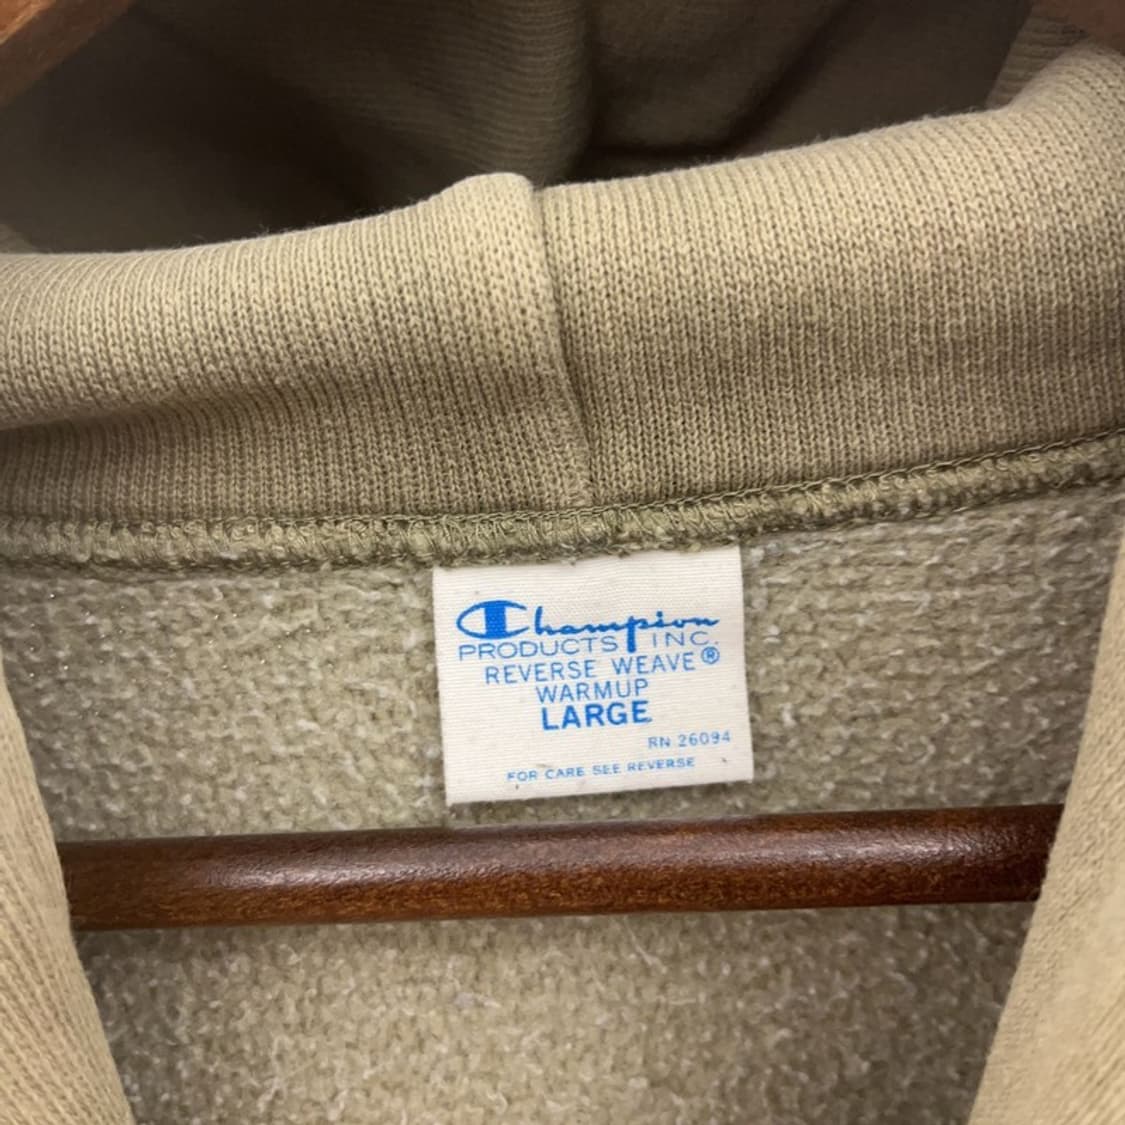 Champion
PRODUCTS INC.
REVERSE WEAVE®
WARMUP
LARGE
RN 26094
FOR CARE SEE REVERSE